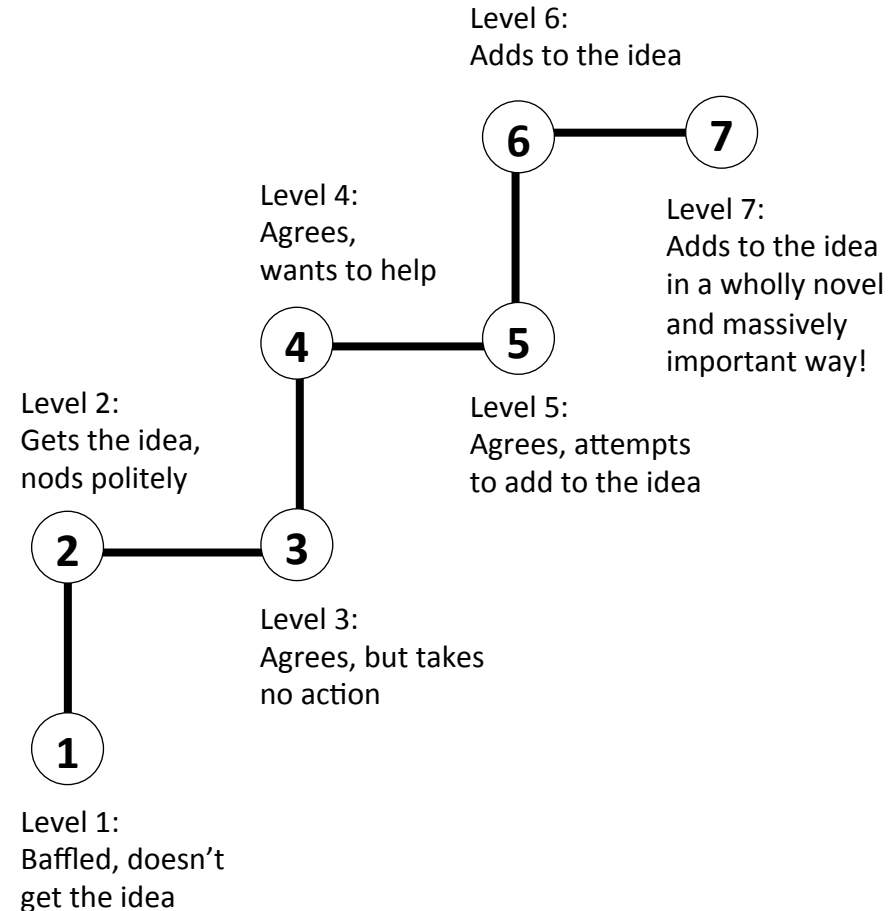 Level 6:
Adds to the idea
6
7
Level 4:
Agrees,
wants to help
Level 7:
Adds to the idea
in a wholly novel
and massively
important way!
4
5
Level 2:
Gets the idea,
nods politely
Level 5:
Agrees, attempts
to add to the idea
2
3
Level 3:
Agrees, but takes
no action
1
Level 1:
Baffled, doesn’t
get the idea